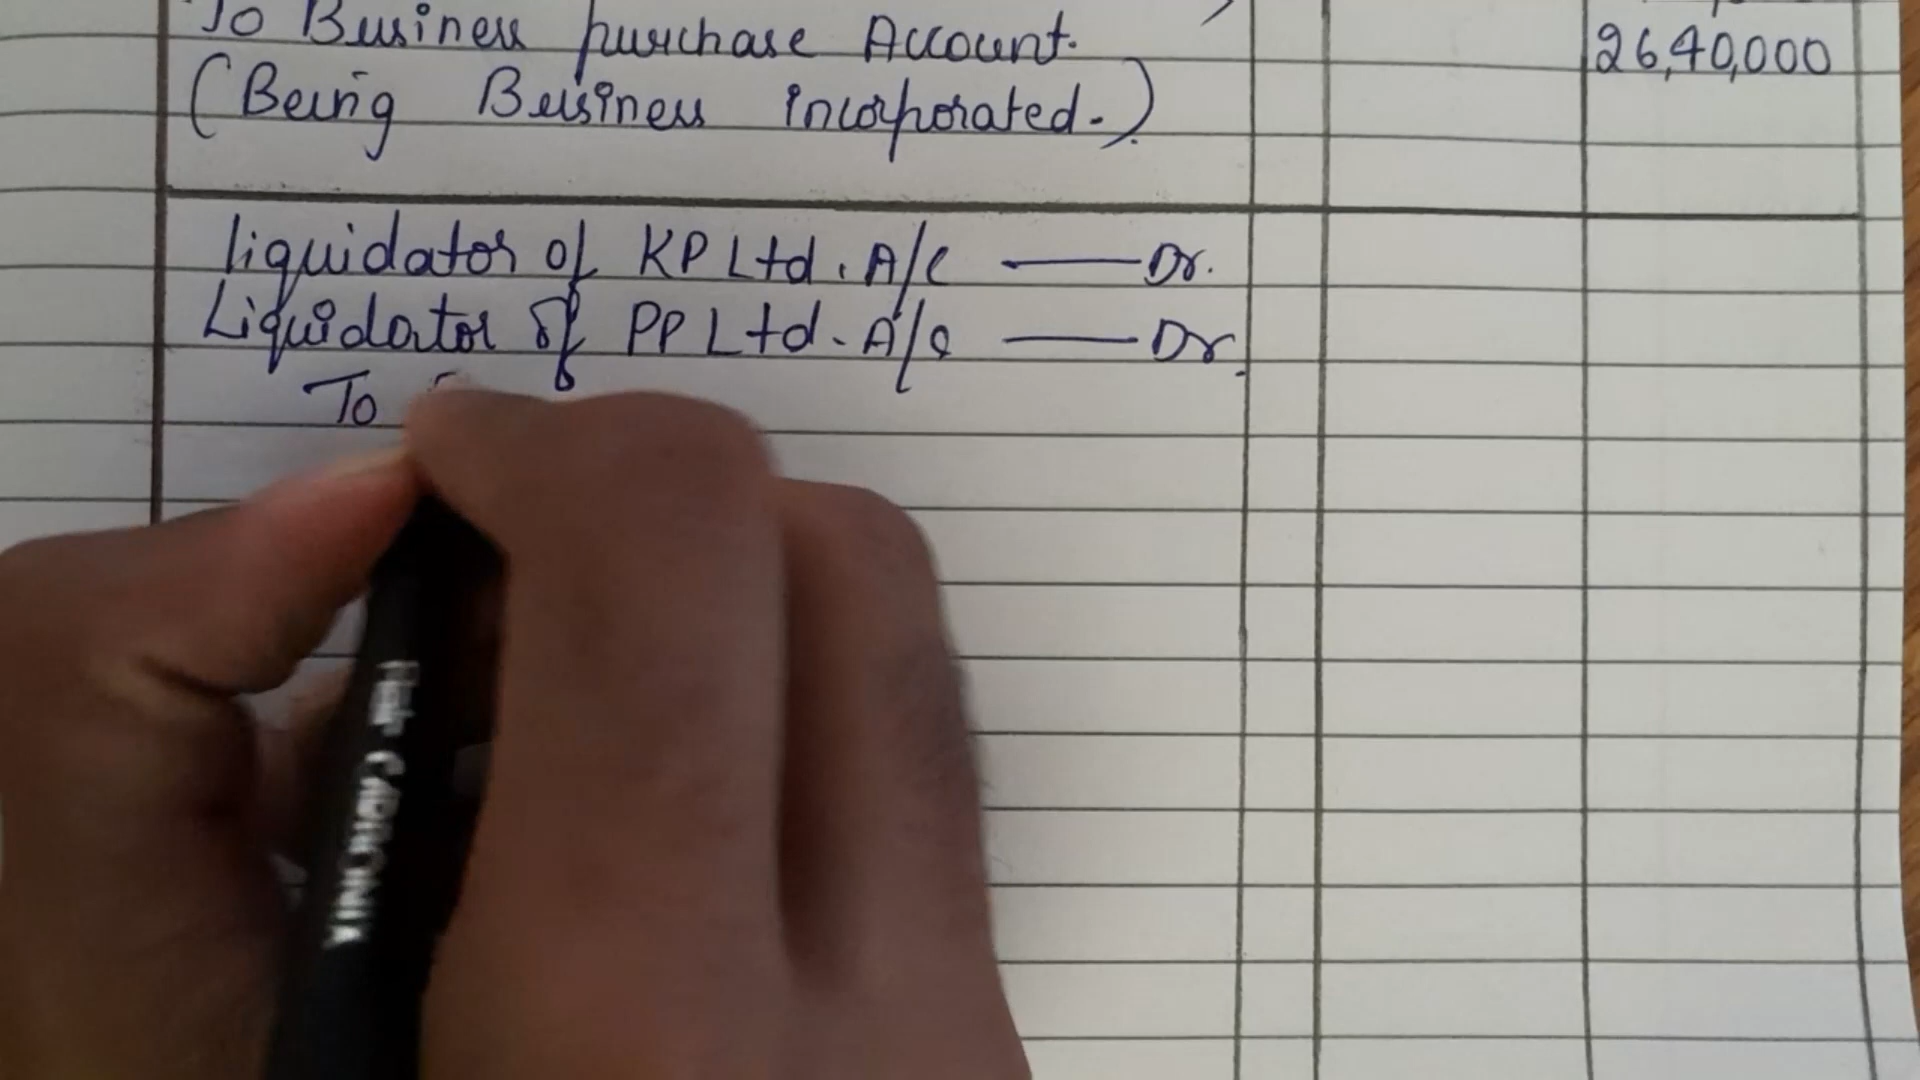 To Business purchase Account. 26,40,000
(Being Business incorporated.)
liquidator of KP Ltd. A/C —— Dr.
Liquidator of PP Ltd. A/c —— Dr.
To